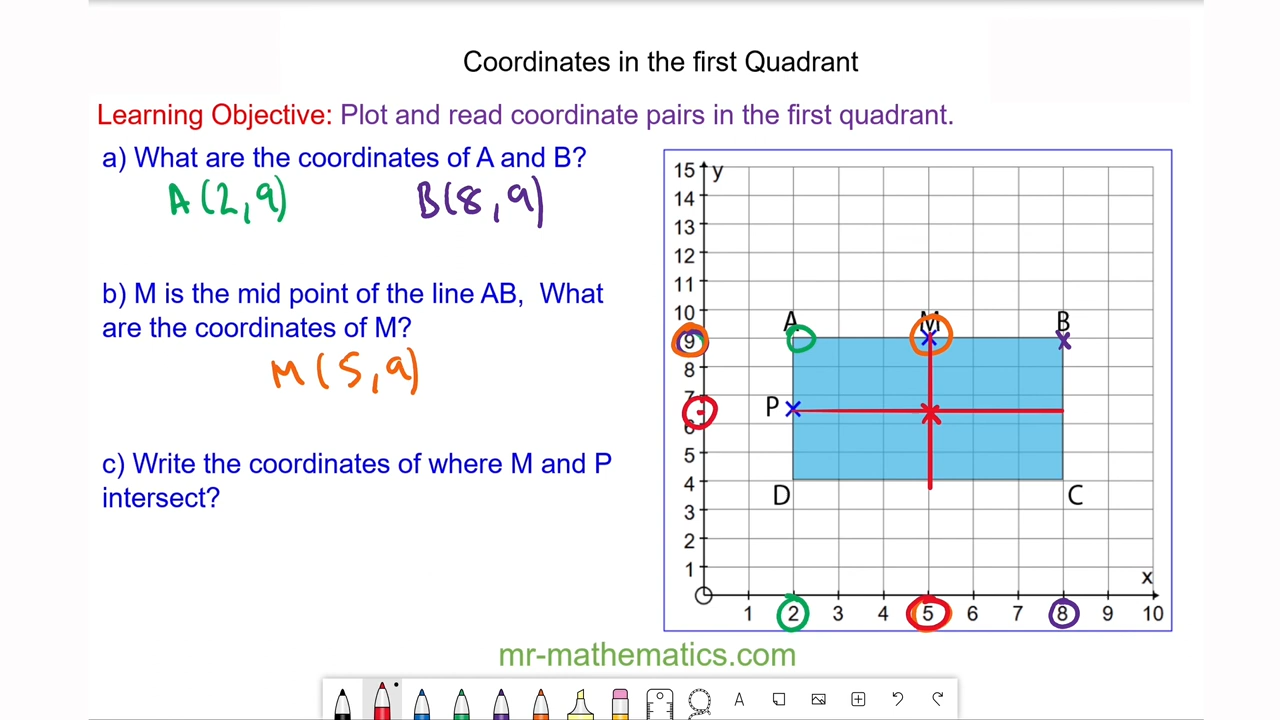 Coordinates in the first Quadrant
Learning Objective: Plot and read coordinate pairs in the first quadrant.
a) What are the coordinates of A and B?
A (2, 9)
B (8, 9)
b) M is the mid point of the line AB,  What
are the coordinates of M?
M (5, 9)
c) Write the coordinates of where M and P
intersect?
15 y
14
13
12
11
10
A M B
9
8
7
P
6
5
4
D C
3
2
1
x
1 2 3 4 5 6 7 8 9 10
mr-mathematics.com
A